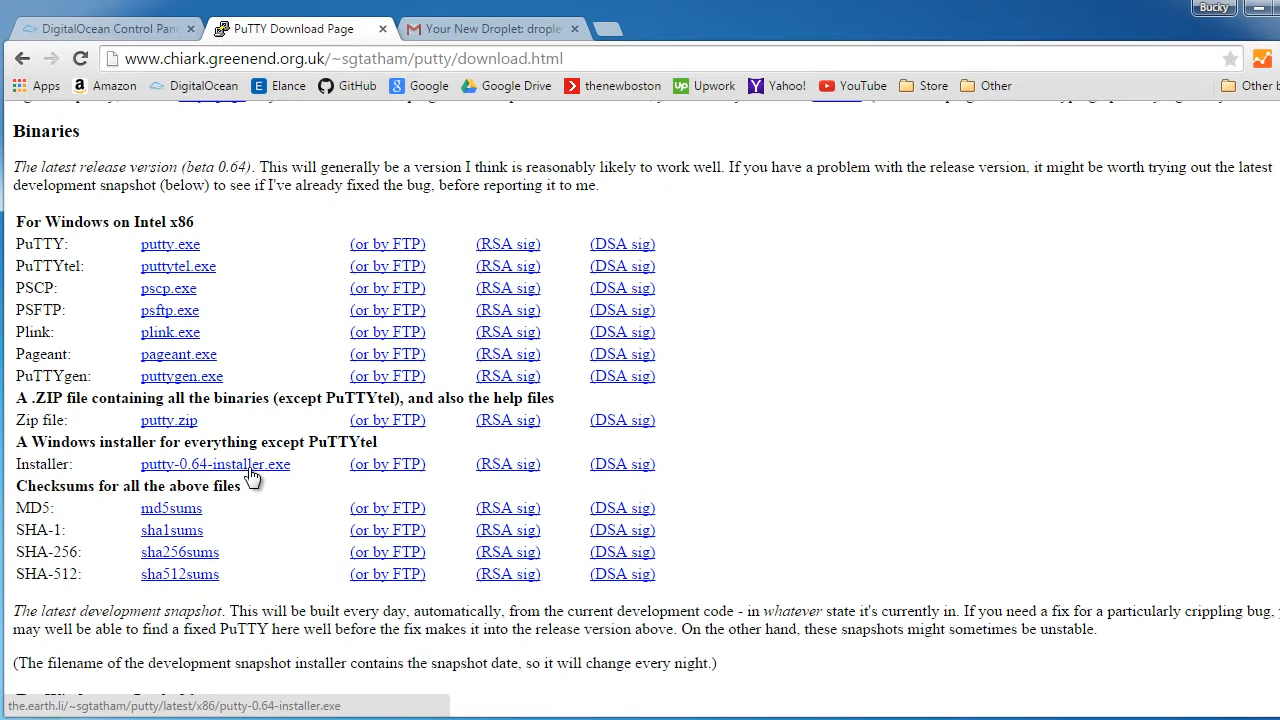 Bucky
DigitalOcean Control Pan
PuTTY Download Page
Your New Droplet: drople
www.chiark.greenend.org.uk/~sgtatham/putty/download.html
Apps Amazon DigitalOcean Elance GitHub Google Google Drive thenewboston Upwork Yahoo! YouTube Store Other Other b
Binaries
The latest release version (beta 0.64). This will generally be a version I think is reasonably likely to work well. If you have a problem with the release version, it might be worth trying out the latest
development snapshot (below) to see if I've already fixed the bug, before reporting it to me.
For Windows on Intel x86
PuTTY: putty.exe (or by FTP) (RSA sig) (DSA sig)
PuTTYtel: puttytel.exe (or by FTP) (RSA sig) (DSA sig)
PSCP: pscp.exe (or by FTP) (RSA sig) (DSA sig)
PSFTP: psftp.exe (or by FTP) (RSA sig) (DSA sig)
Plink: plink.exe (or by FTP) (RSA sig) (DSA sig)
Pageant: pageant.exe (or by FTP) (RSA sig) (DSA sig)
PuTTYgen: puttygen.exe (or by FTP) (RSA sig) (DSA sig)
A .ZIP file containing all the binaries (except PuTTYtel), and also the help files
Zip file: putty.zip (or by FTP) (RSA sig) (DSA sig)
A Windows installer for everything except PuTTYtel
Installer: putty-0.64-installer.exe (or by FTP) (RSA sig) (DSA sig)
Checksums for all the above files
MD5: md5sums (or by FTP) (RSA sig) (DSA sig)
SHA-1: sha1sums (or by FTP) (RSA sig) (DSA sig)
SHA-256: sha256sums (or by FTP) (RSA sig) (DSA sig)
SHA-512: sha512sums (or by FTP) (RSA sig) (DSA sig)
The latest development snapshot. This will be built every day, automatically, from the current development code - in whatever state it's currently in. If you need a fix for a particularly crippling bug,
may well be able to find a fixed PuTTY here well before the fix makes it into the release version above. On the other hand, these snapshots might sometimes be unstable.
(The filename of the development snapshot installer contains the snapshot date, so it will change every night.)
the.earth.li/~sgtatham/putty/latest/x86/putty-0.64-installer.exe